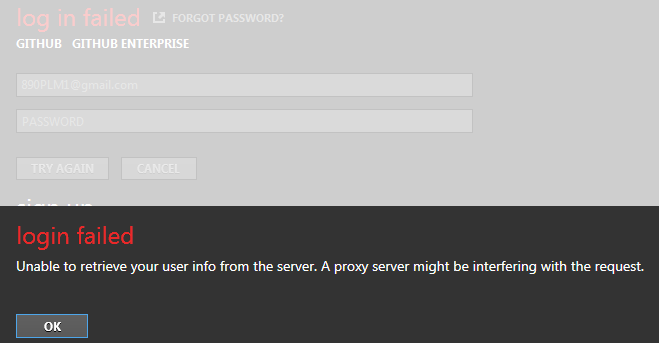 log in failed FORGOT PASSWORD?
GITHUB GITHUB ENTERPRISE
890PLM1@gmail.com
PASSWORD
TRY AGAIN CANCEL
login failed
Unable to retrieve your user info from the server. A proxy server might be interfering with the request.
OK